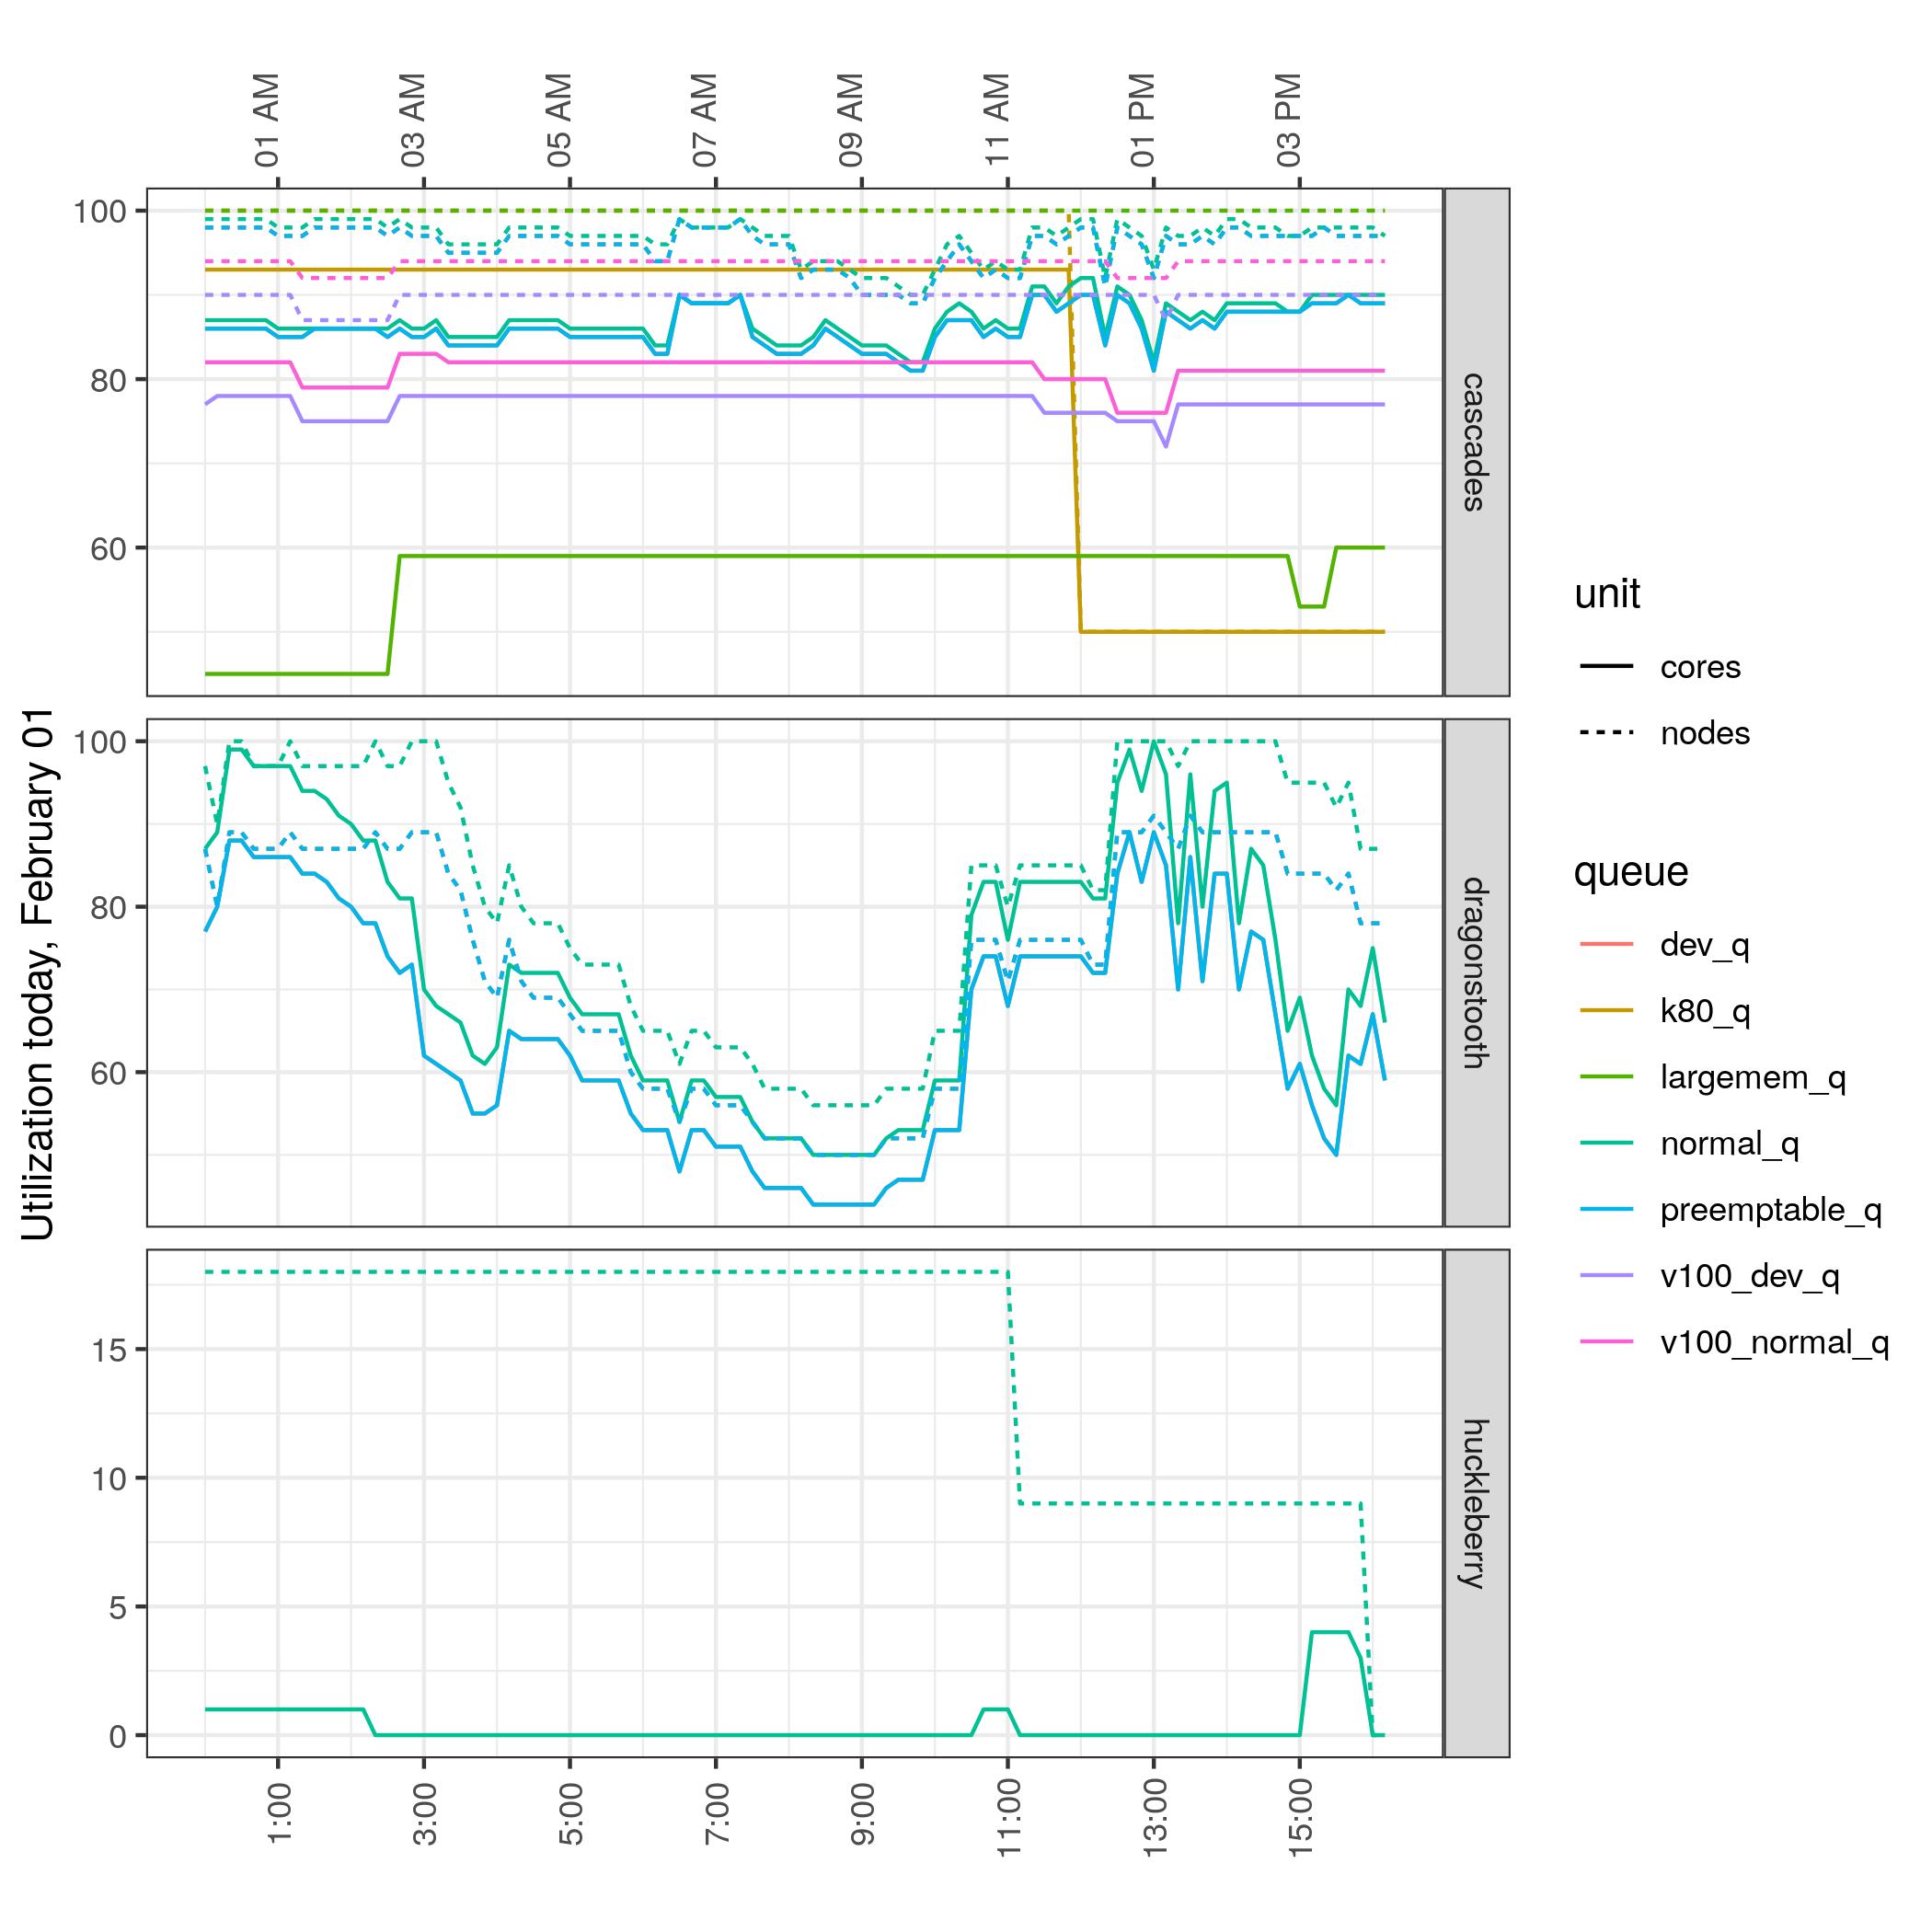 01 AM
03 AM
05 AM
07 AM
09 AM
11 AM
01 PM
03 PM
Utilization today, February 01
100
80
60
cascades
100
80
60
dragonstooth
15
10
5
0
huckleberry
1:00
3:00
5:00
7:00
9:00
11:00
13:00
15:00
unit
cores
nodes
queue
dev_q
k80_q
largemem_q
normal_q
preemptable_q
v100_dev_q
v100_normal_q